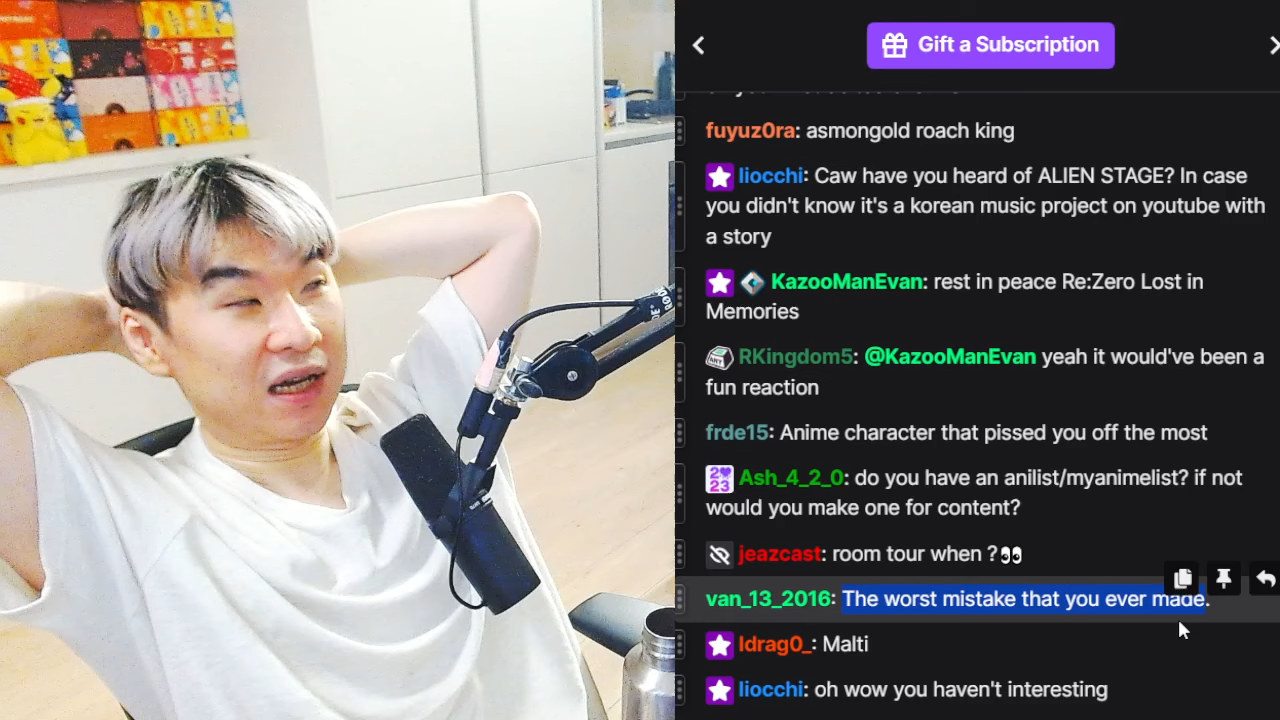 Gift a Subscription
fuyuz0ra: asmongold roach king
liocchi: Caw have you heard of ALIEN STAGE? In case
you didn't know it's a korean music project on youtube with
a story
KazooManEvan: rest in peace Re:Zero Lost in
Memories
RKingdom5: @KazooManEvan yeah it would've been a
fun reaction
frde15: Anime character that pissed you off the most
Ash_4_2_0: do you have an anilist/myanimelist? if not
would you make one for content?
jeazcast: room tour when ?👀
van_13_2016: The worst mistake that you ever made.
ldrag0_: Malti
liocchi: oh wow you haven't interesting
RØDE